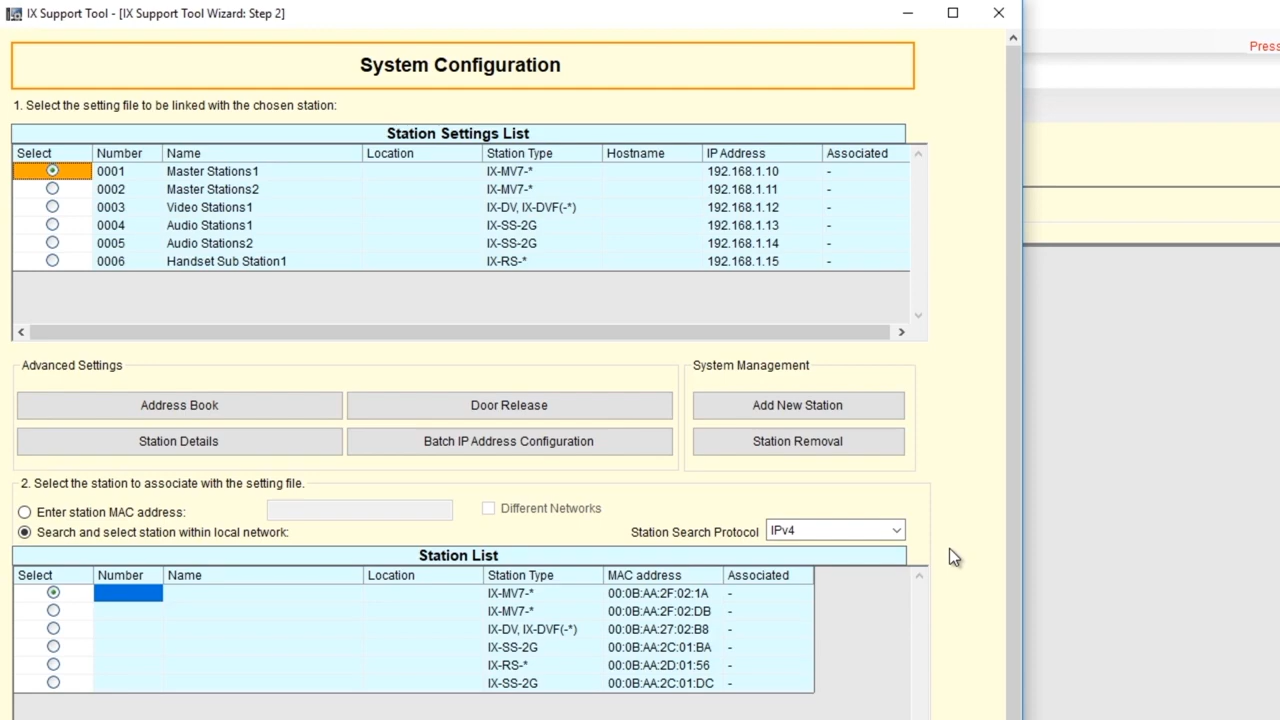 IX Support Tool - [IX Support Tool Wizard: Step 2]
Press
System Configuration
1. Select the setting file to be linked with the chosen station:
Station Settings List
Select Number Name Location Station Type Hostname IP Address Associated
0001 Master Stations1 IX-MV7-* 192.168.1.10 -
0002 Master Stations2 IX-MV7-* 192.168.1.11 -
0003 Video Stations1 IX-DV, IX-DVF(-*) 192.168.1.12 -
0004 Audio Stations1 IX-SS-2G 192.168.1.13 -
0005 Audio Stations2 IX-SS-2G 192.168.1.14 -
0006 Handset Sub Station1 IX-RS-* 192.168.1.15 -
Advanced Settings
System Management
Address Book Door Release Add New Station
Station Details Batch IP Address Configuration Station Removal
2. Select the station to associate with the setting file.
Enter station MAC address: Different Networks
Search and select station within local network: Station Search Protocol IPv4
Station List
Select Number Name Location Station Type MAC address Associated
IX-MV7-* 00:0B:AA:2F:02:1A -
IX-MV7-* 00:0B:AA:2F:02:DB -
IX-DV, IX-DVF(-*) 00:0B:AA:27:02:B8 -
IX-SS-2G 00:0B:AA:2C:01:BA -
IX-RS-* 00:0B:AA:2D:01:56 -
IX-SS-2G 00:0B:AA:2C:01:DC -